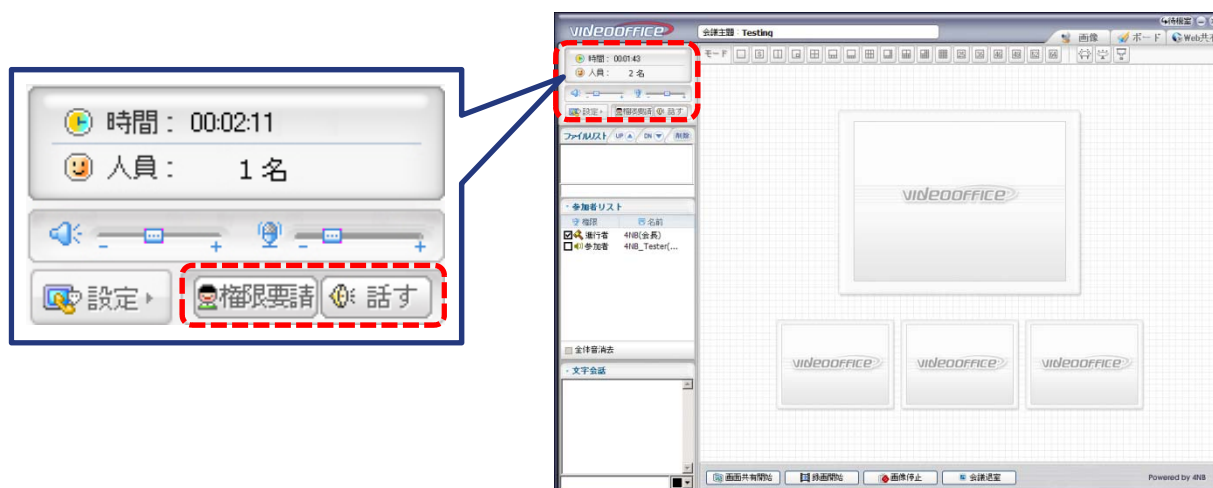 時間： 00:02:11
人員： 1 名
設定
権限要請
話す
VIDEOOFFICE
会議主題 : Testing
待機室
画像
ボード
Web共有
時間： 00:01:43
人員： 2 名
設定
権限要請
話す
モード
ファイルリスト UP DN 削除
・参加者リスト
権限 名前
進行者 4NB(会長)
参加者 4NB_Tester(...
全体音消去
・文字会話
VIDEOOFFICE
VIDEOOFFICE
VIDEOOFFICE
VIDEOOFFICE
画面共有開始
録画開始
画像停止
会議退室
Powered by 4NB